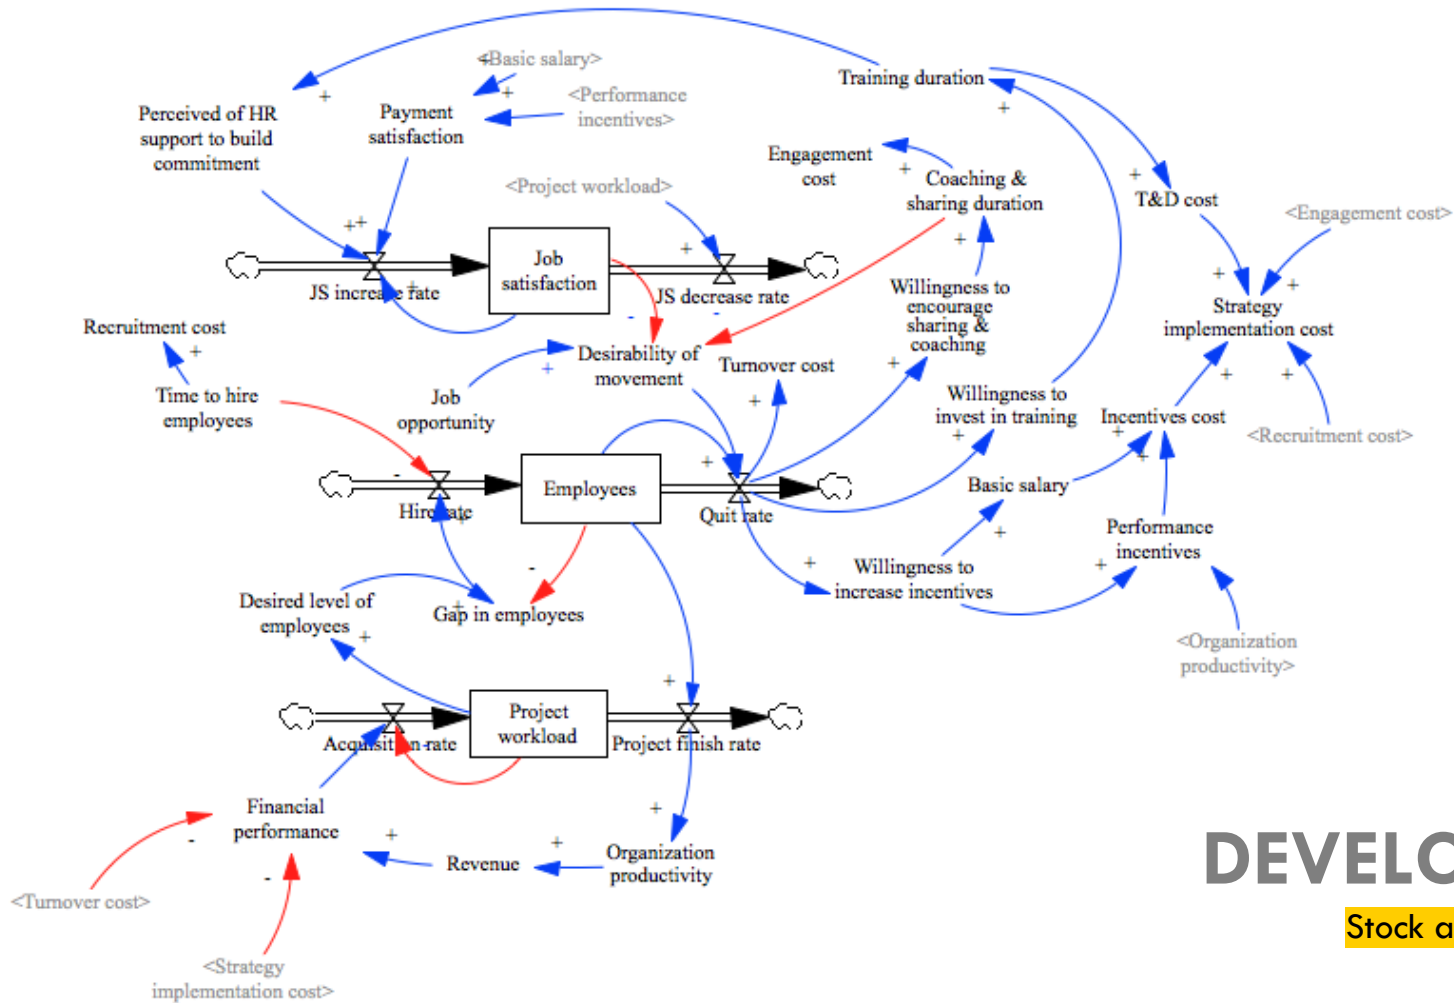 <Basic salary>
Training duration
<Performance
incentives>
Perceived of HR
support to build
commitment
Payment
satisfaction
Engagement
cost
Coaching &
sharing duration
<Project workload>
T&D cost
<Engagement cost>
Job
satisfaction
JS increase rate
JS decrease rate
Willingness to
encourage
sharing &
coaching
Strategy
implementation cost
Recruitment cost
Desirability of
movement
Turnover cost
Time to hire
employees
Job
opportunity
Willingness to
invest in training
Incentives cost
<Recruitment cost>
Employees
Basic salary
Hire rate
Quit rate
Performance
incentives
Willingness to
increase incentives
Desired level of
employees
Gap in employees
<Organization
productivity>
Project
workload
Acquisition rate
Project finish rate
Financial
performance
Revenue
Organization
productivity
<Turnover cost>
<Strategy
implementation cost>
DEVELO
Stock a